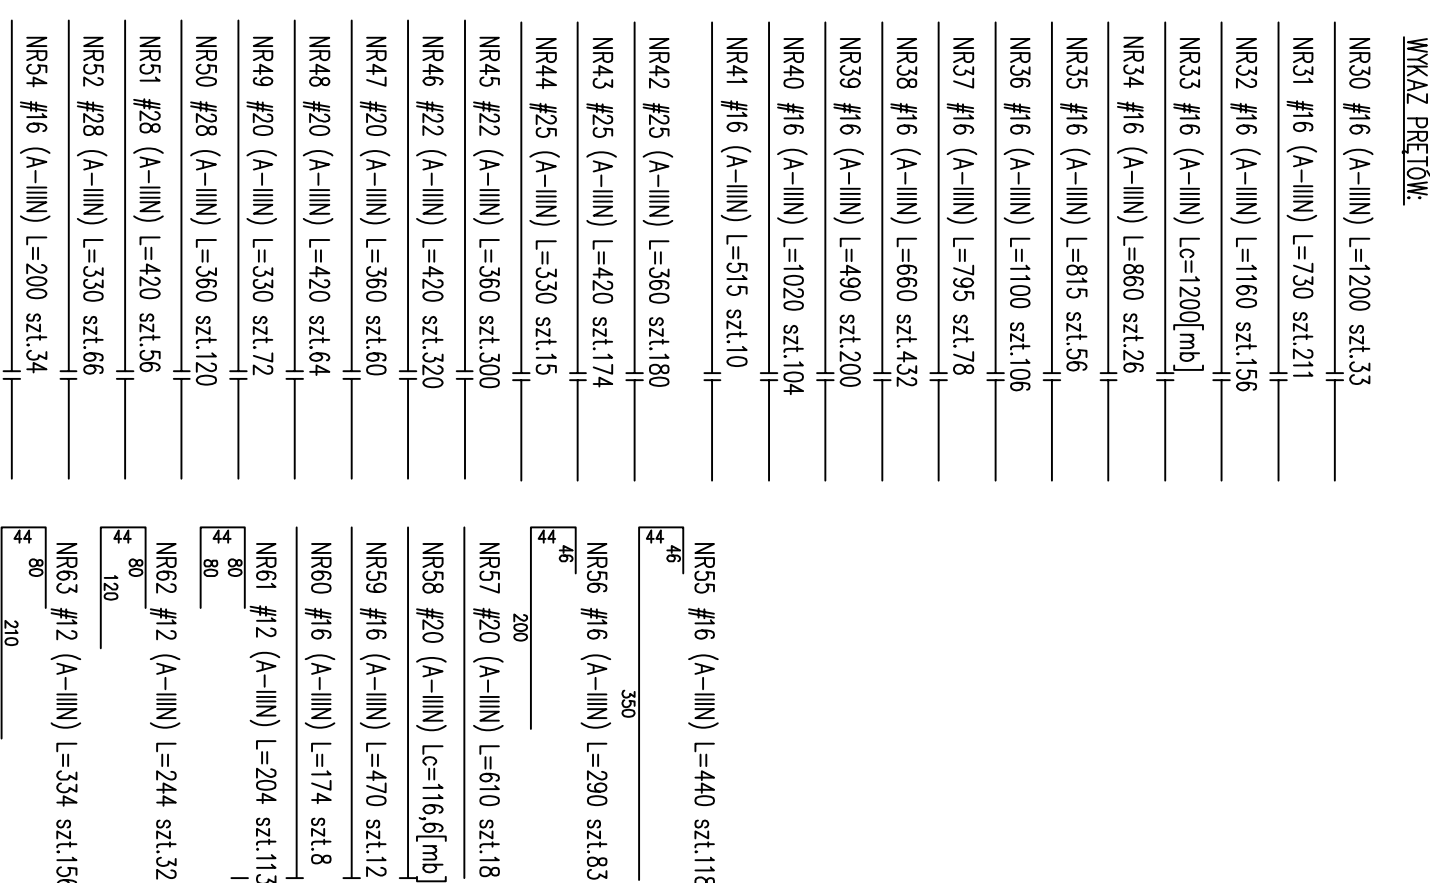 WYKAZ PRĘTÓW:
NR30 #16 (A-IIIN) L=1200 szt.33
NR31 #16 (A-IIIN) L=730 szt.211
NR32 #16 (A-IIIN) L=1160 szt.156
NR33 #16 (A-IIIN) Lc=1200[mb]
NR34 #16 (A-IIIN) L=860 szt.26
NR35 #16 (A-IIIN) L=815 szt.56
NR36 #16 (A-IIIN) L=1100 szt.106
NR37 #16 (A-IIIN) L=795 szt.78
NR38 #16 (A-IIIN) L=660 szt.432
NR39 #16 (A-IIIN) L=490 szt.200
NR40 #16 (A-IIIN) L=1020 szt.104
NR41 #16 (A-IIIN) L=515 szt.10
NR42 #25 (A-IIIN) L=360 szt.180
NR43 #25 (A-IIIN) L=420 szt.174
NR44 #25 (A-IIIN) L=330 szt.15
NR45 #22 (A-IIIN) L=360 szt.300
NR46 #22 (A-IIIN) L=420 szt.320
NR47 #20 (A-IIIN) L=360 szt.60
NR48 #20 (A-IIIN) L=420 szt.64
NR49 #20 (A-IIIN) L=330 szt.72
NR50 #28 (A-IIIN) L=360 szt.120
NR51 #28 (A-IIIN) L=420 szt.56
NR52 #28 (A-IIIN) L=330 szt.66
NR54 #16 (A-IIIN) L=200 szt.34
NR55 #16 (A-IIIN) L=440 szt.118
46
44
350
NR56 #16 (A-IIIN) L=290 szt.83
46
44
200
NR57 #20 (A-IIIN) L=610 szt.18
NR58 #20 (A-IIIN) Lc=116,6[mb]
NR59 #16 (A-IIIN) L=470 szt.12
NR60 #16 (A-IIIN) L=174 szt.8
NR61 #12 (A-IIIN) L=204 szt.113
80
44
80
NR62 #12 (A-IIIN) L=244 szt.32
80
44
120
NR63 #12 (A-IIIN) L=334 szt.156
80
44
210